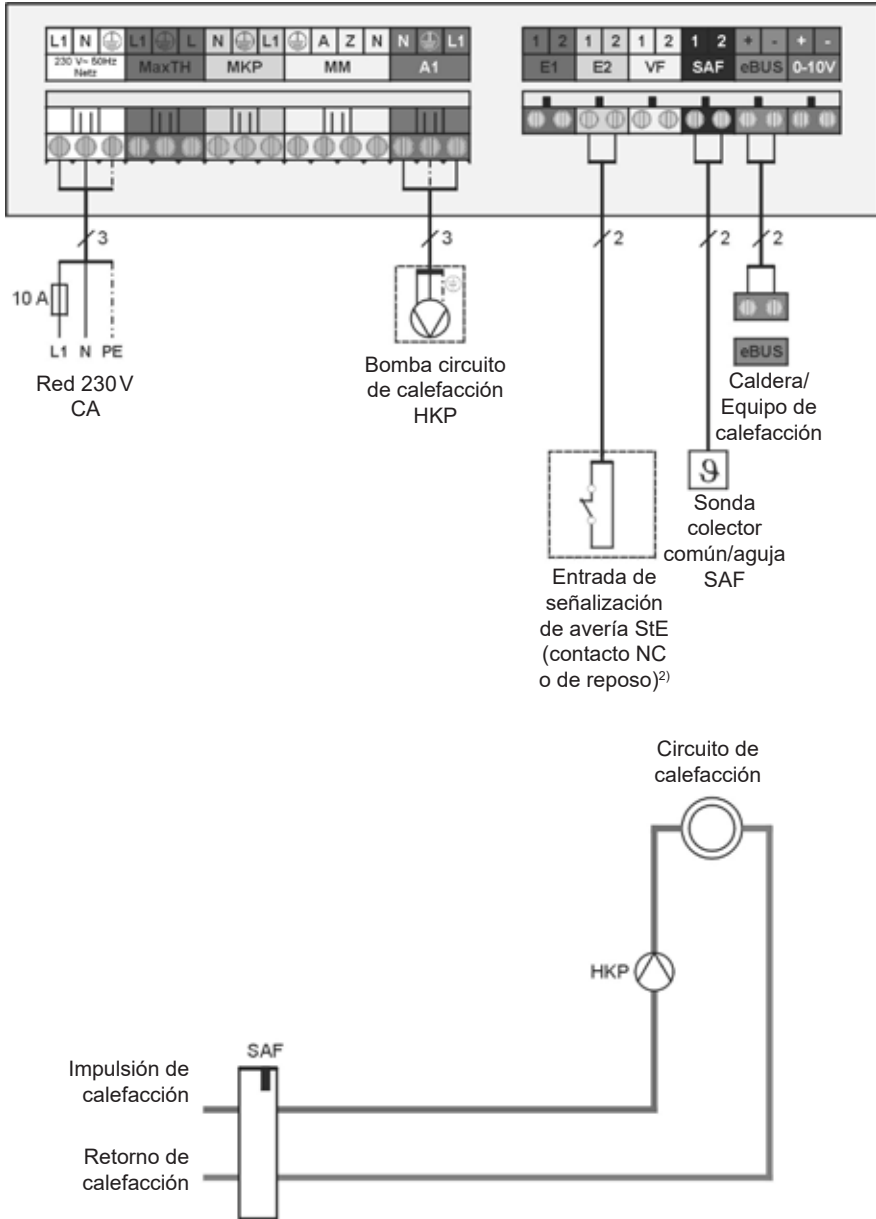 L1 N L1 L N L1 A Z N N L1
230 V~ 50Hz
Netz
MaxTH MKP MM A1
1 2 1 2 1 2 1 2 + - + -
E1 E2 VF SAF eBUS 0-10V
3
3
2
2
2
10 A
L1 N PE
Red 230 V
CA
Bomba circuito
de calefacción
HKP
eBUS
Caldera/
Equipo de
calefacción
ϑ
Sonda
colector
común/aguja
SAF
Entrada de
señalización
de avería StE
(contacto NC
o de reposo)2)
Circuito de
calefacción
HKP
SAF
Impulsión de
calefacción
Retorno de
calefacción